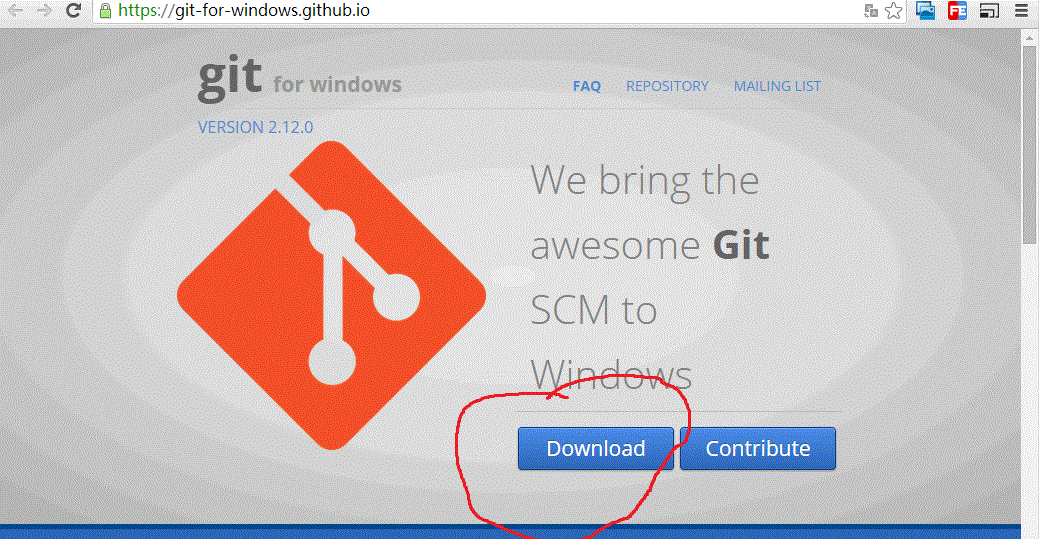 https://git-for-windows.github.io
git for windows
FAQ REPOSITORY MAILING LIST
VERSION 2.12.0
We bring the
awesome Git
SCM to
Windows
Download Contribute